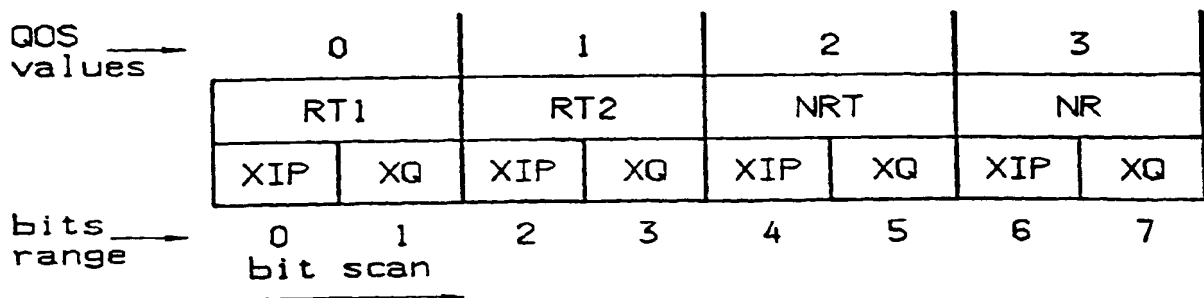 QOS values 0 1 2 3
RT1 RT2 NRT NR
XIP XQ XIP XQ XIP XQ XIP XQ
bits range 0 1 2 3 4 5 6 7
bit scan